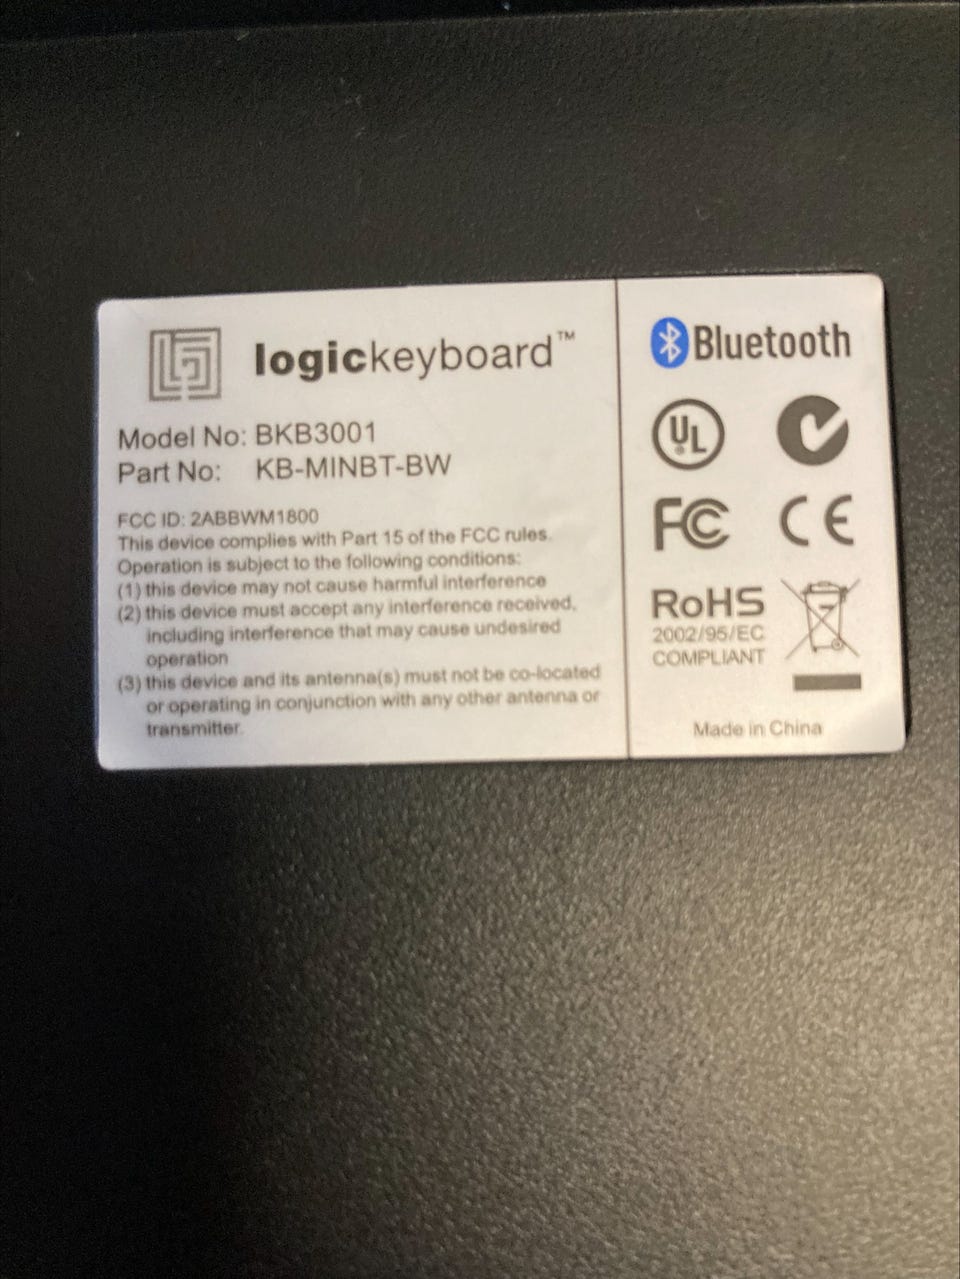 logickeyboard™
Model No: BKB3001
Part No: KB-MINBT-BW
FCC ID: 2ABBWM1800
This device complies with Part 15 of the FCC rules.
Operation is subject to the following conditions:
(1) this device may not cause harmful interference
(2) this device must accept any interference received,
including interference that may cause undesired
operation
(3) this device and its antenna(s) must not be co-located
or operating in conjunction with any other antenna or
transmitter.
Bluetooth
UL
FC CE
RoHS
2002/95/EC
COMPLIANT
Made in China